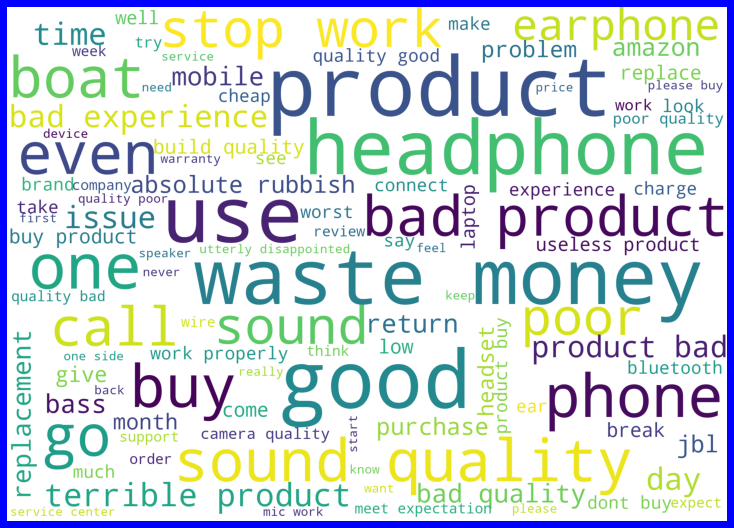 well
stop work
make
earphone
time
week
try
service
quality good
problem
amazon
boat
mobile
need
product
price
replace
please buy
cheap
bad experience
work
look
poor quality
device
headphone
even
build quality
warranty
see
brand
company
absolute rubbish
connect
experience
charge
take
quality poor
first
issue
use
worst
review
bad product
laptop
buy product
speaker
utterly disappointed
say
feel
useless product
one
never
waste money
quality bad
keep
call
wire
sound
return
poor
replacement
one side
work properly
think
low
headset
product buy
product bad
give
back
really
good
bluetooth
buy
phone
bass
come
ear
go
month
support
camera quality
start
purchase
break
jbl
much
order
know
sound quality
day
terrible product
want
bad quality
dont buy
expect
service center
mic work
meet expectation
please